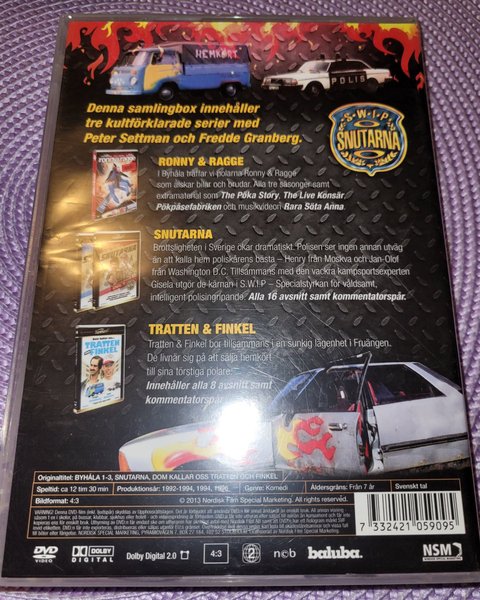 HEMKÖRT
POLIS
Denna samlingbox innehåller
tre kultförklarade serier med
Peter Settman och Fredde Granberg.
S.W.I.P
SNUTARNA
RONNY & RAGGE
I Byhåla träffar vi polarna Ronny & Ragge
som älskar bilar och brudar. Alla tre säsonger samt
extramaterial som The Pöka Story, The Live Konsär,
Pökpäsefabriken och musikvideon Rara Söta Anna.
SNUTARNA
Brottsligheten i Sverige ökar dramatiskt. Polisen ser ingen annan utväg
än att kalla hem poliskårens bästa – Henry från Moskva och Jan-Olof
från Washington D.C. Tillsammans med den vackra kampsportsexperten
Gisela utgör de kärnan i S.W.I.P – Specialstyrkan för våldsamt,
intelligent polisingripande. Alla 16 avsnitt samt kommentatorspår.
TRATTEN & FINKEL
TRATTEN FINKEL
Tratten & Finkel bor tillsammans i en sunkig lägenhet i Fruängen.
De livnär sig på att sälja hemkört
till sina törstiga polare.
Innehåller alla 8 avsnitt samt
kommentatorspår
Originaltitel: BYHÅLA 1-3, SNUTARNA, DOM KALLAR OSS TRATTEN OCH FINKEL
Speltid: ca 12 tim 30 min
Produktionsår: 1992-1994, 1994, 1996
Genre: Komedi
Åldersgräns: Från 7 år
Svenskt tal
Bildformat: 4:3
© 2013 Nordisk Film Special Marketing. All rights reserved.
7 332421 059095
DVD VIDEO
DOLBY DIGITAL
Dolby Digital 2.0
4:3
2
ncb
baluba.
NSM